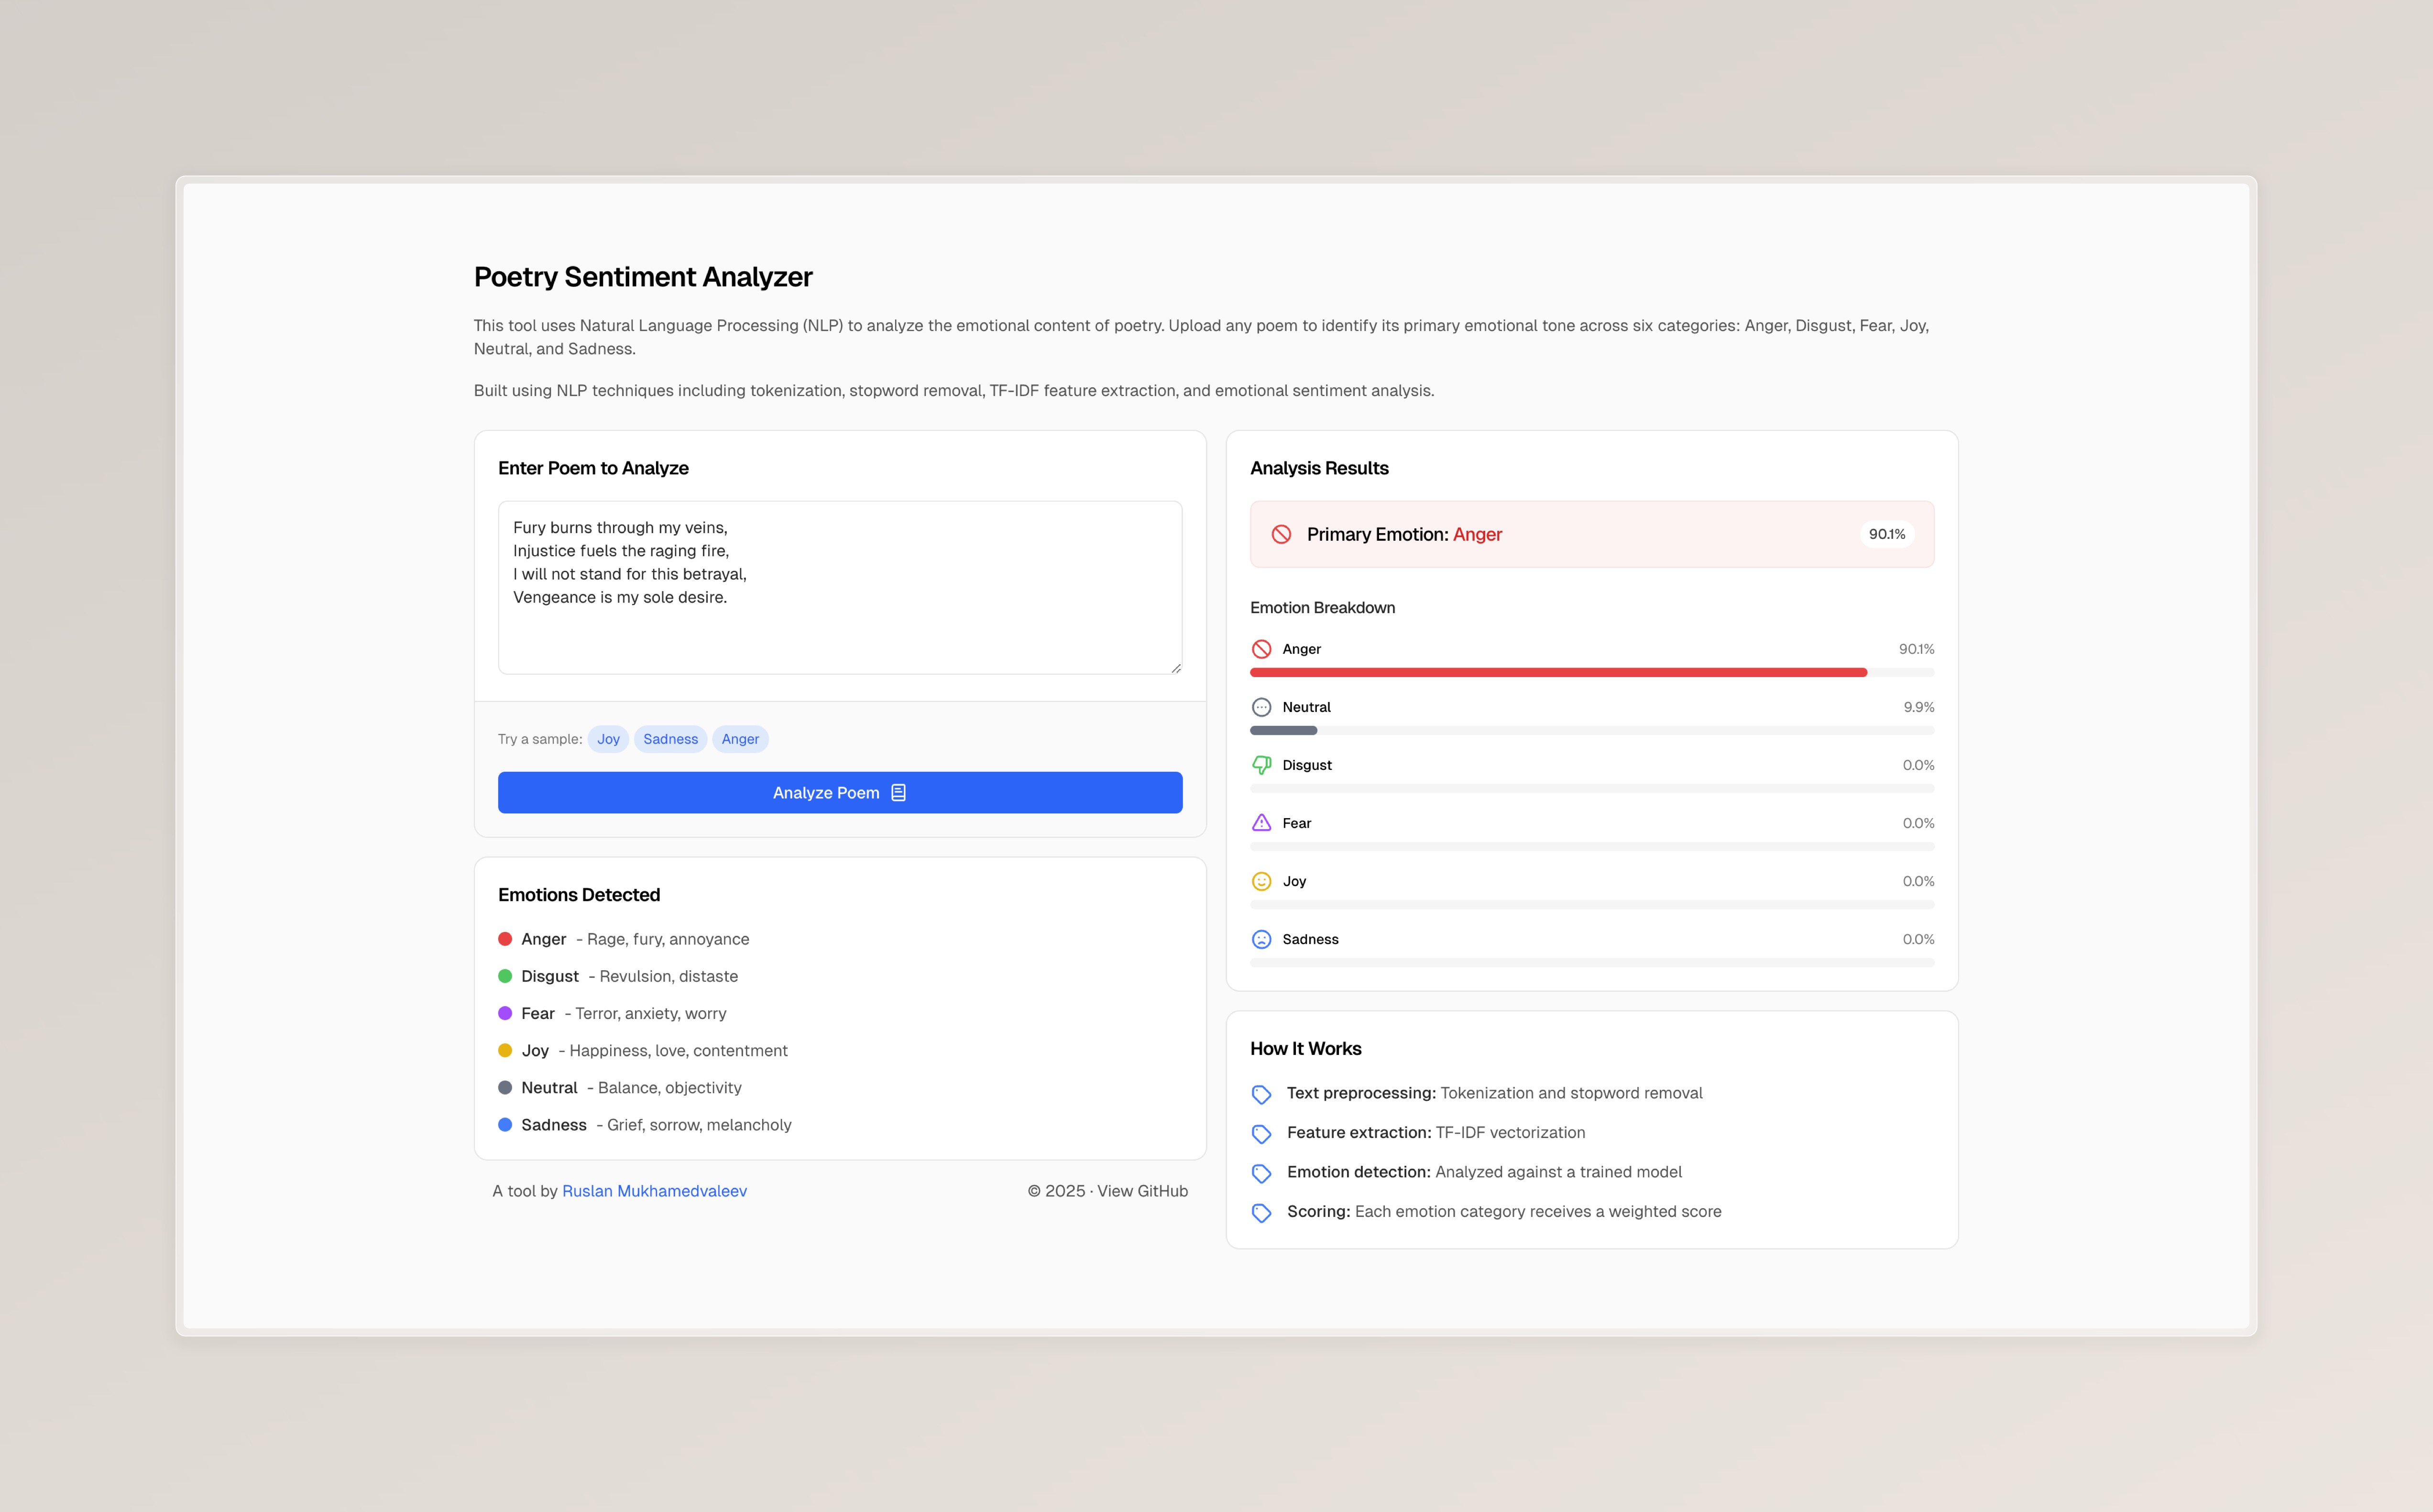 Poetry Sentiment Analyzer
This tool uses Natural Language Processing (NLP) to analyze the emotional content of poetry. Upload any poem to identify its primary emotional tone across six categories: Anger, Disgust, Fear, Joy,
Neutral, and Sadness.
Built using NLP techniques including tokenization, stopword removal, TF-IDF feature extraction, and emotional sentiment analysis.
Enter Poem to Analyze
Fury burns through my veins,
Injustice fuels the raging fire,
I will not stand for this betrayal,
Vengeance is my sole desire.
Try a sample: Joy Sadness Anger
Analyze Poem
Emotions Detected
Anger - Rage, fury, annoyance
Disgust - Revulsion, distaste
Fear - Terror, anxiety, worry
Joy - Happiness, love, contentment
Neutral - Balance, objectivity
Sadness - Grief, sorrow, melancholy
A tool by Ruslan Mukhamedvaleev
© 2025 · View GitHub
Analysis Results
Primary Emotion: Anger 90.1%
Emotion Breakdown
Anger 90.1%
Neutral 9.9%
Disgust 0.0%
Fear 0.0%
Joy 0.0%
Sadness 0.0%
How It Works
Text preprocessing: Tokenization and stopword removal
Feature extraction: TF-IDF vectorization
Emotion detection: Analyzed against a trained model
Scoring: Each emotion category receives a weighted score